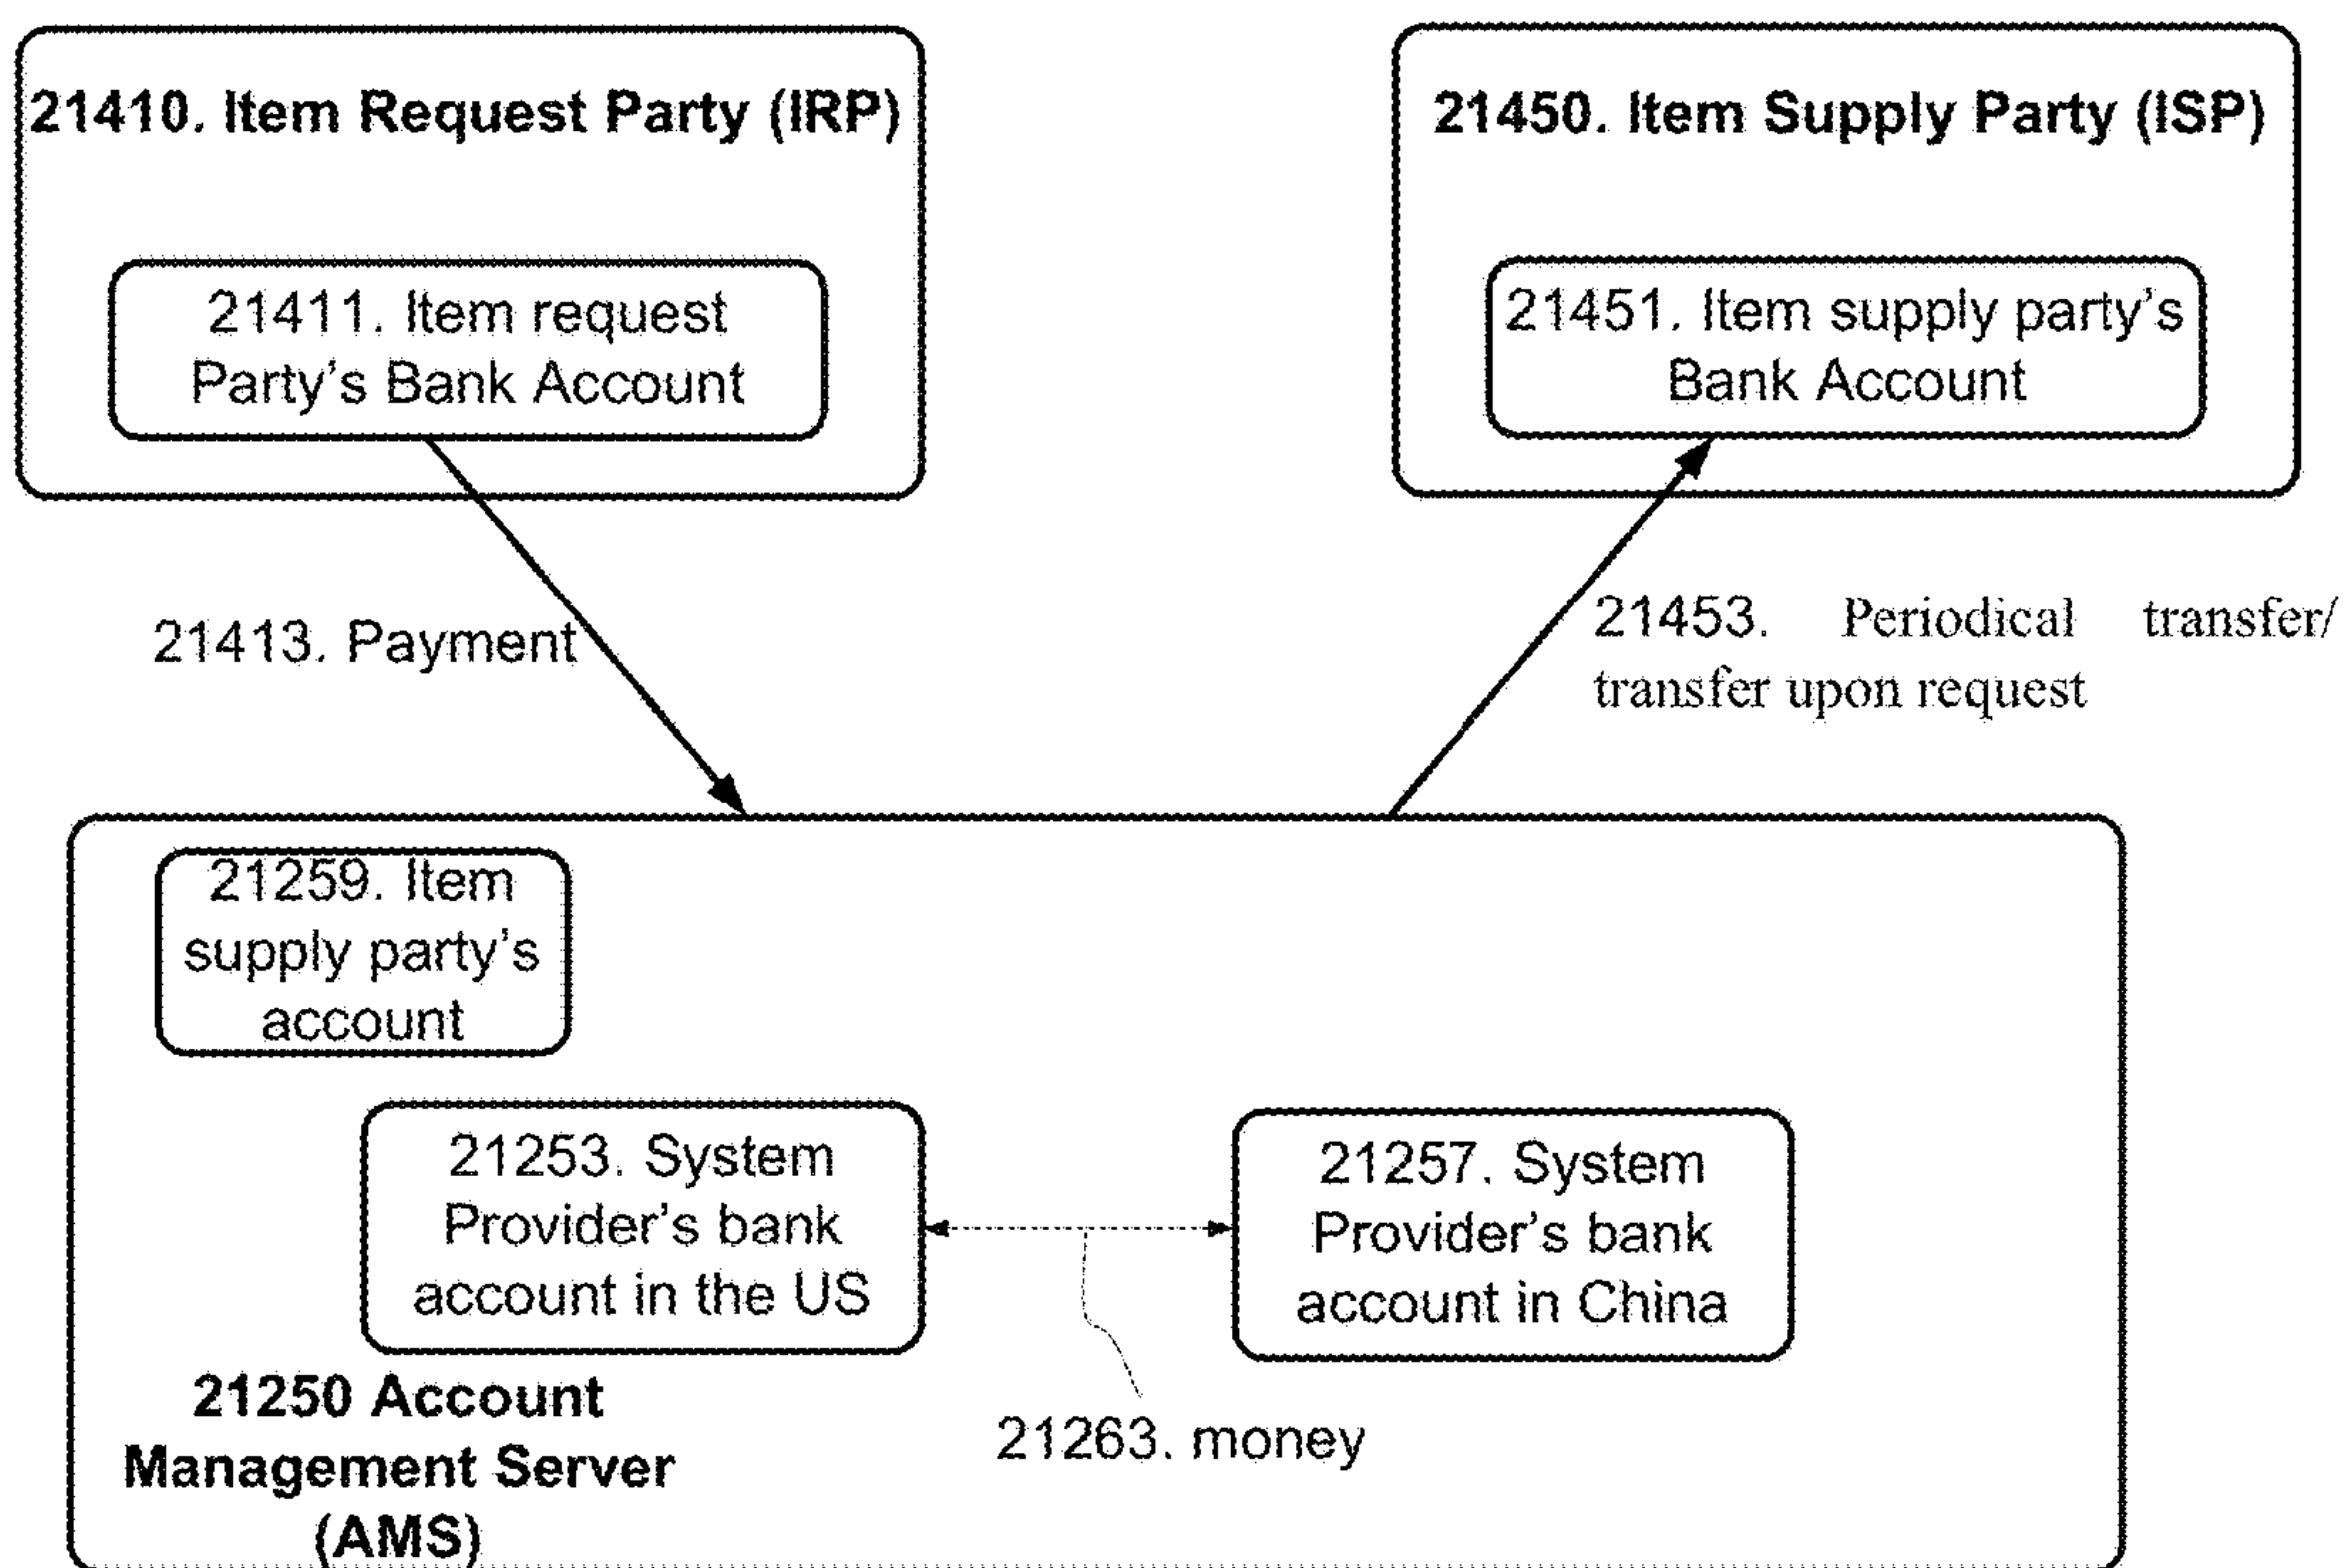 21410. Item Request Party (IRP)
21411. Item request
Party's Bank Account
21450. Item Supply Party (ISP)
21451. Item supply party's
Bank Account
21413. Payment
21453. Periodical transfer/
transfer upon request
21259. Item
supply party's
account
21253. System
Provider's bank
account in the US
21257. System
Provider's bank
account in China
21263. money
21250 Account
Management Server
(AMS)